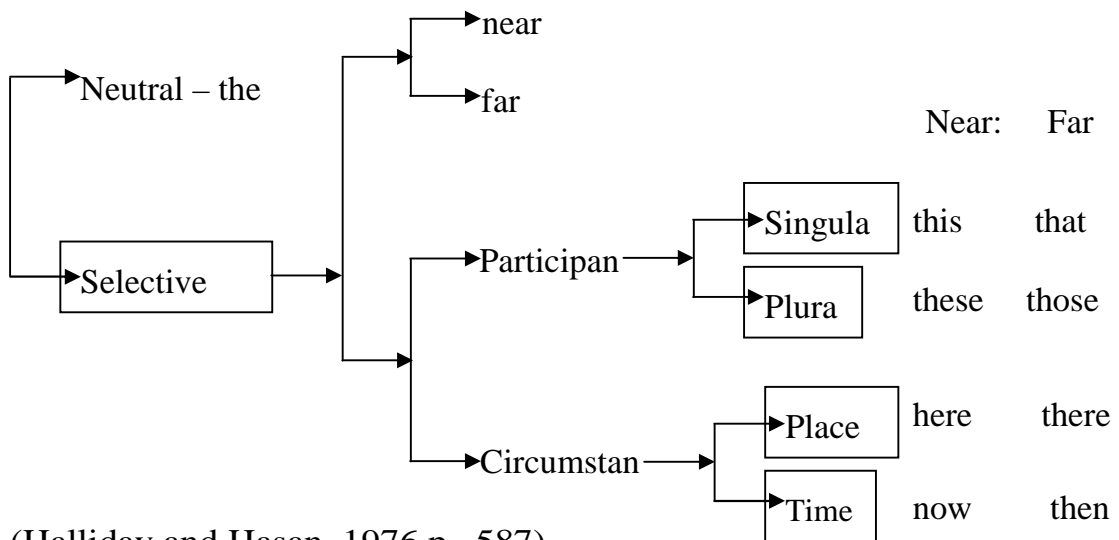 near
Neutral – the
far
Near: Far
Singula this that
Participan
Selective
Plura these those
Place here there
Circumstan
Time now then
(Halliday and Hasan, 1976 p. 587)